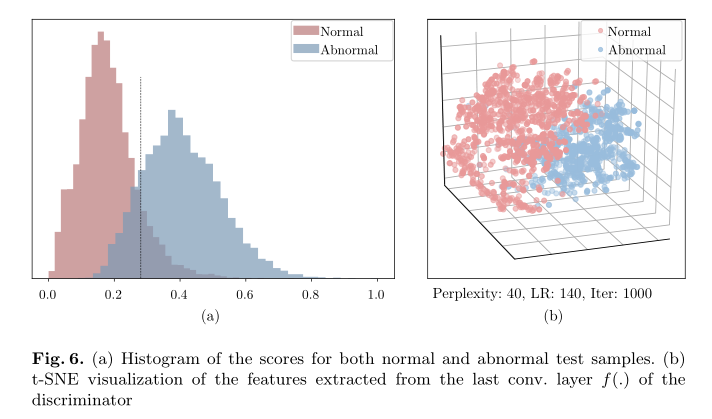 Normal
Abnormal
0.0 0.2 0.4 0.6 0.8 1.0
(a)
Normal
Abnormal
Perplexity: 40, LR: 140, Iter: 1000
(b)
Fig. 6. (a) Histogram of the scores for both normal and abnormal test samples. (b)
t-SNE visualization of the features extracted from the last conv. layer f(.) of the
discriminator